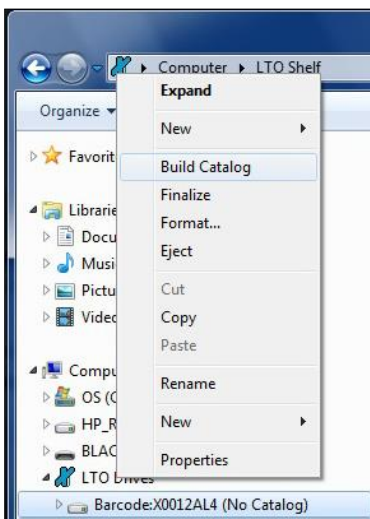 Computer ▸ LTO Shelf
Organize
Expand
New
Build Catalog
Finalize
Format...
Eject
Cut
Copy
Paste
Rename
New
Properties
Favorit
Librarie
Docu
Musi
Pictu
Video
Compu
OS (C
HP_R
BLAC
LTO Drives
Barcode:X0012AL4 (No Catalog)